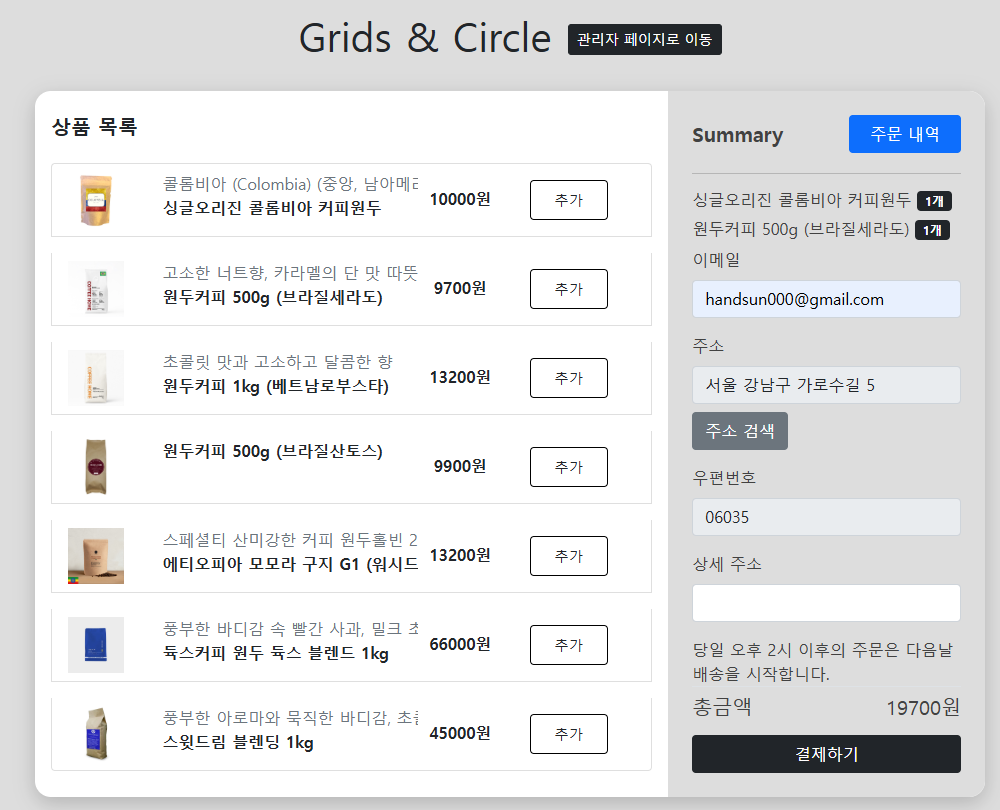 Grids & Circle
관리자 페이지로 이동
상품 목록
콜롬비아 (Colombia) (중앙, 남아메리
싱글오리진 콜롬비아 커피원두
10000원
추가
고소한 너트향, 카라멜의 단 맛 따뜻
원두커피 500g (브라질세라도)
9700원
추가
초콜릿 맛과 고소하고 달콤한 향
원두커피 1kg (베트남로부스타)
13200원
추가
원두커피 500g (브라질산토스)
9900원
추가
스페셜티 산미강한 커피 원두홀빈 2
에티오피아 모모라 구지 G1 (워시드
13200원
추가
풍부한 바디감 속 빨간 사과, 밀크 초
듁스커피 원두 듁스 블렌드 1kg
66000원
추가
풍부한 아로마와 묵직한 바디감, 초콜
스윗드림 블렌딩 1kg
45000원
추가
Summary
주문 내역
싱글오리진 콜롬비아 커피원두 1개
원두커피 500g (브라질세라도) 1개
이메일
handsun000@gmail.com
주소
서울 강남구 가로수길 5
주소 검색
우편번호
06035
상세 주소
당일 오후 2시 이후의 주문은 다음날
배송을 시작합니다.
총금액 19700원
결제하기